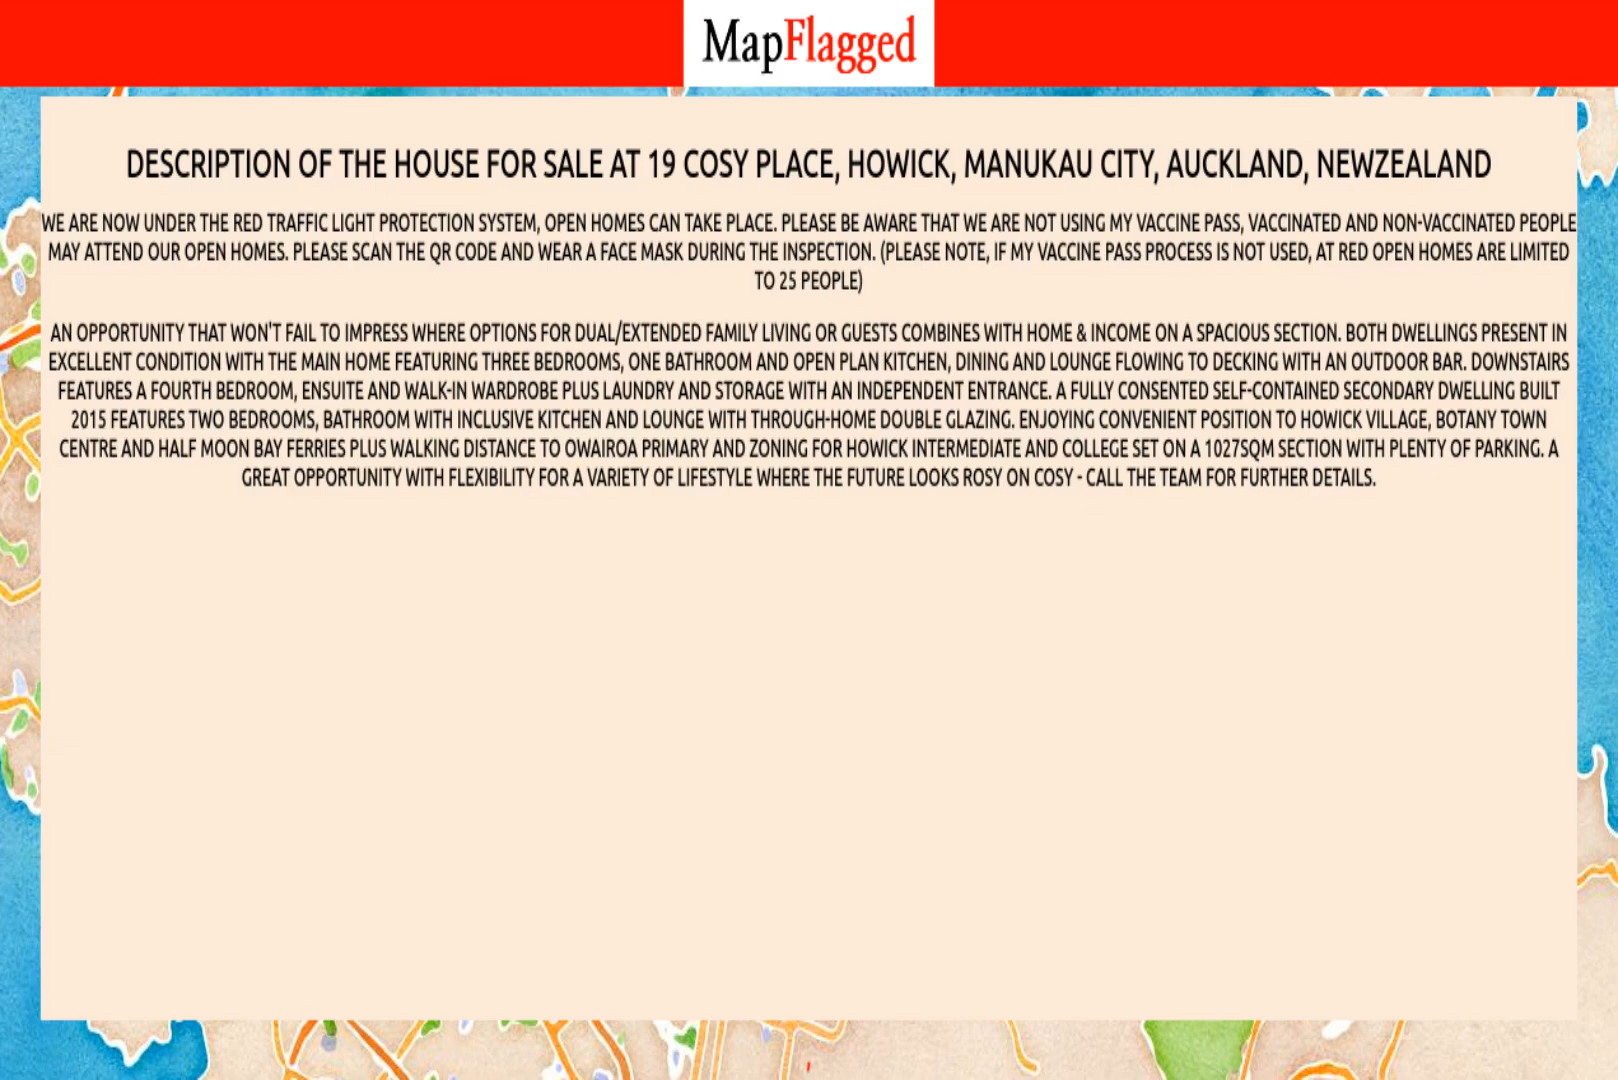 MapFlagged
DESCRIPTION OF THE HOUSE FOR SALE AT 19 COSY PLACE, HOWICK, MANUKAU CITY, AUCKLAND, NEWZEALAND
WE ARE NOW UNDER THE RED TRAFFIC LIGHT PROTECTION SYSTEM, OPEN HOMES CAN TAKE PLACE. PLEASE BE AWARE THAT WE ARE NOT USING MY VACCINE PASS, VACCINATED AND NON-VACCINATED PEOPLE
MAY ATTEND OUR OPEN HOMES. PLEASE SCAN THE QR CODE AND WEAR A FACE MASK DURING THE INSPECTION. (PLEASE NOTE, IF MY VACCINE PASS PROCESS IS NOT USED, AT RED OPEN HOMES ARE LIMITED
TO 25 PEOPLE)
AN OPPORTUNITY THAT WON'T FAIL TO IMPRESS WHERE OPTIONS FOR DUAL/EXTENDED FAMILY LIVING OR GUESTS COMBINES WITH HOME & INCOME ON A SPACIOUS SECTION. BOTH DWELLINGS PRESENT IN
EXCELLENT CONDITION WITH THE MAIN HOME FEATURING THREE BEDROOMS, ONE BATHROOM AND OPEN PLAN KITCHEN, DINING AND LOUNGE FLOWING TO DECKING WITH AN OUTDOOR BAR. DOWNSTAIRS
FEATURES A FOURTH BEDROOM, ENSUITE AND WALK-IN WARDROBE PLUS LAUNDRY AND STORAGE WITH AN INDEPENDENT ENTRANCE. A FULLY CONSENTED SELF-CONTAINED SECONDARY DWELLING BUILT
2015 FEATURES TWO BEDROOMS, BATHROOM WITH INCLUSIVE KITCHEN AND LOUNGE WITH THROUGH-HOME DOUBLE GLAZING. ENJOYING CONVENIENT POSITION TO HOWICK VILLAGE, BOTANY TOWN
CENTRE AND HALF MOON BAY FERRIES PLUS WALKING DISTANCE TO OWAIROA PRIMARY AND ZONING FOR HOWICK INTERMEDIATE AND COLLEGE SET ON A 1027SQM SECTION WITH PLENTY OF PARKING. A
GREAT OPPORTUNITY WITH FLEXIBILITY FOR A VARIETY OF LIFESTYLE WHERE THE FUTURE LOOKS ROSY ON COSY - CALL THE TEAM FOR FURTHER DETAILS.